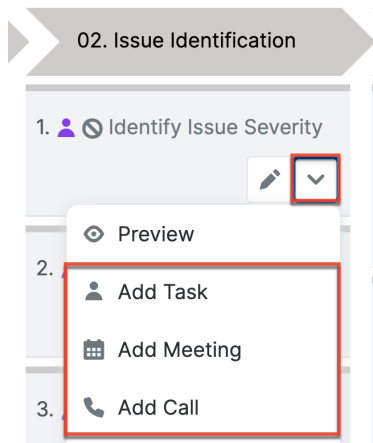 02. Issue Identification
1. Identify Issue Severity
Preview
2.
Add Task
Add Meeting
3.
Add Call